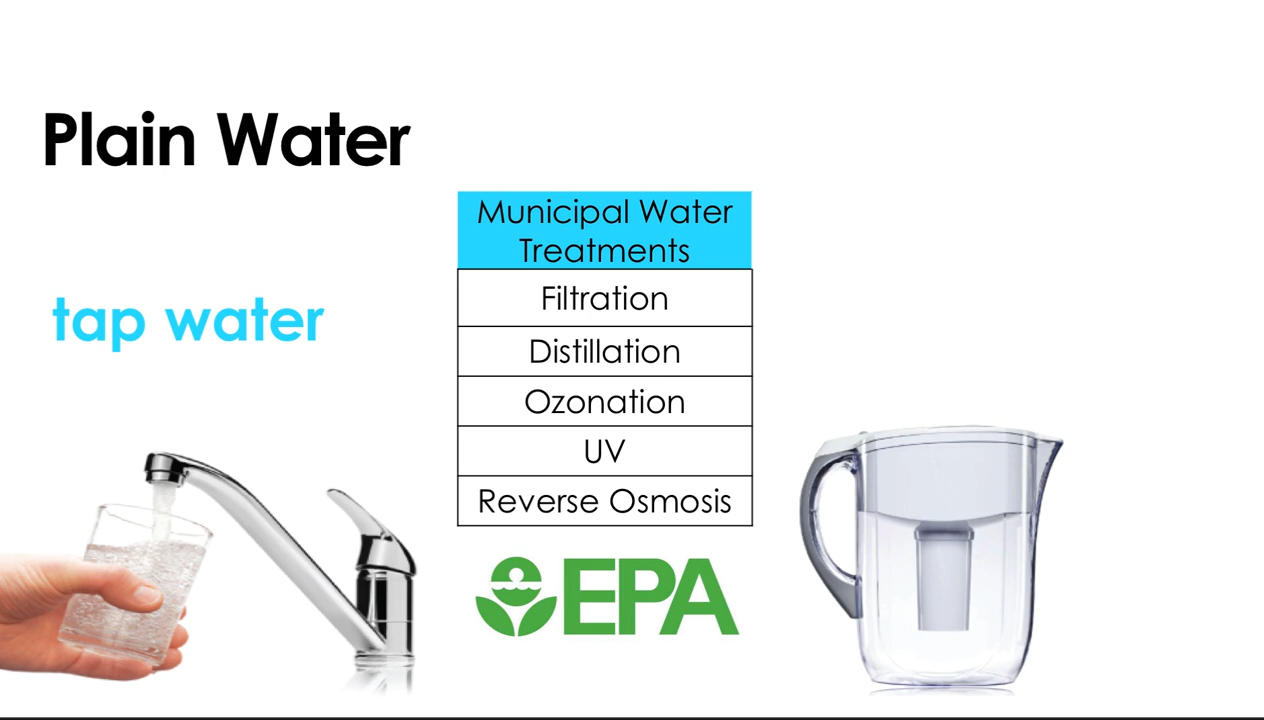 Plain Water
tap water
Municipal Water
Treatments
Filtration
Distillation
Ozonation
UV
Reverse Osmosis
EPA